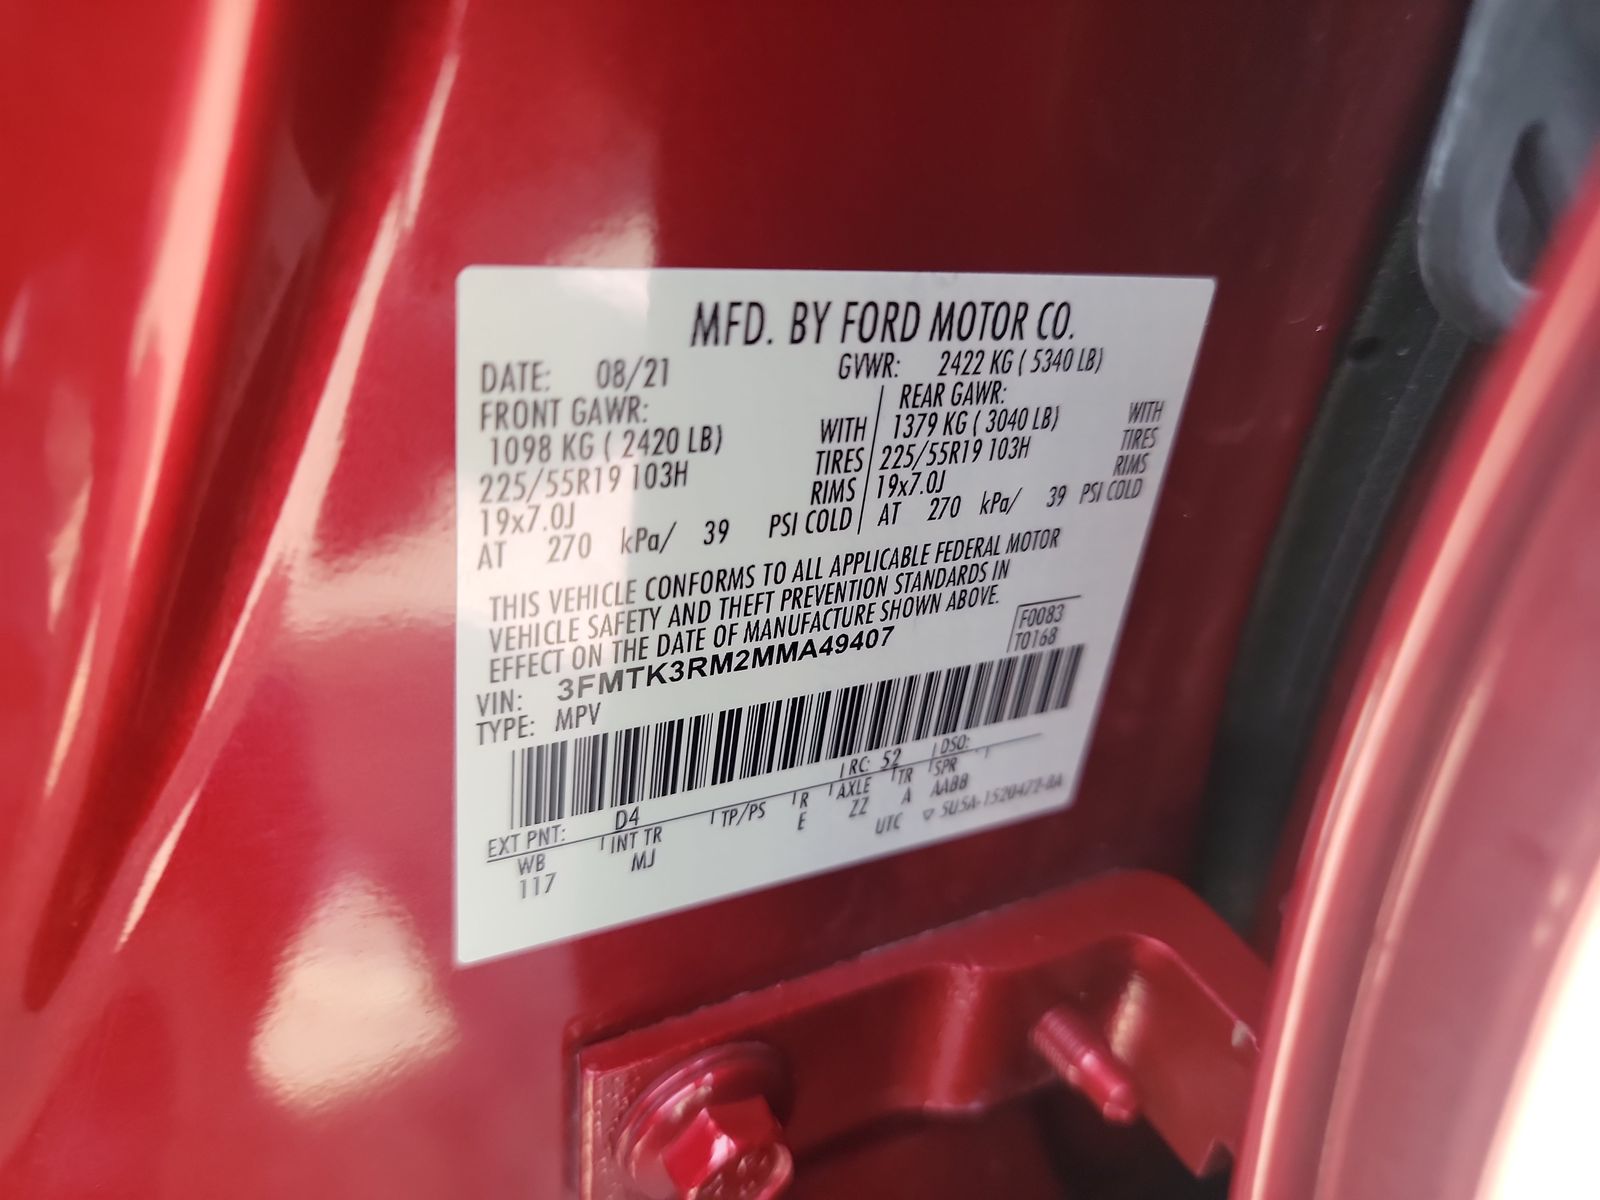 MFD. BY FORD MOTOR CO.
DATE: 08/21 GVWR: 2422 KG ( 5340 LB)
FRONT GAWR: REAR GAWR:
1098 KG ( 2420 LB) WITH 1379 KG ( 3040 LB) WITH
225/55R19 103H TIRES 225/55R19 103H TIRES
19x7.0J RIMS 19x7.0J RIMS
AT 270 kPa/ 39 PSI COLD AT 270 kPa/ 39 PSI COLD
THIS VEHICLE CONFORMS TO ALL APPLICABLE FEDERAL MOTOR
VEHICLE SAFETY AND THEFT PREVENTION STANDARDS IN
EFFECT ON THE DATE OF MANUFACTURE SHOWN ABOVE.
F0083
T0168
VIN: 3FMTK3RM2MMA49407
TYPE: MPV
EXT PNT: D4 RC: 52 DSO:
WB INT TR TP/PS R AXLE TR SPR
117 MJ E ZZ A AABB
UTC ▽ 5U5A-1520472-BA